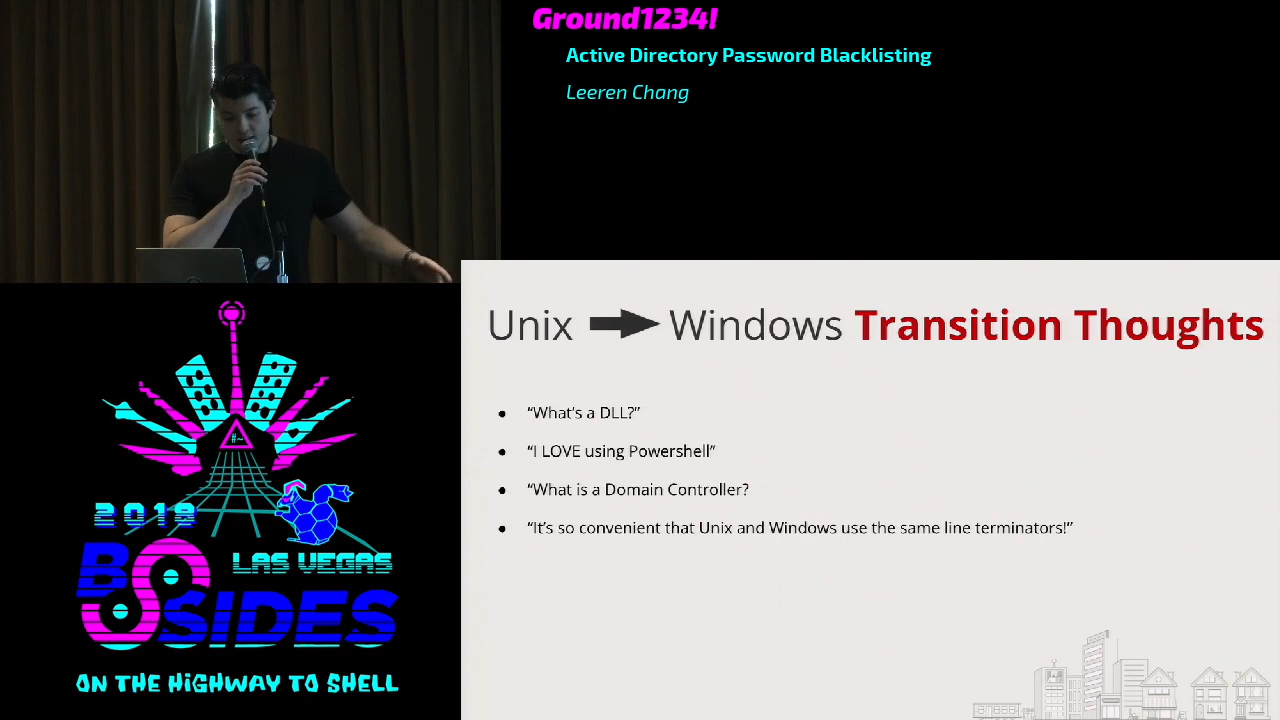 Ground1234!
Active Directory Password Blacklisting
Leeren Chang
Unix Windows Transition Thoughts
● “What’s a DLL?”
● “I LOVE using Powershell”
● “What is a Domain Controller?
● “It’s so convenient that Unix and Windows use the same line terminators!”
#~
2018
LAS VEGAS
BSIDES
ON THE HIGHWAY TO SHELL